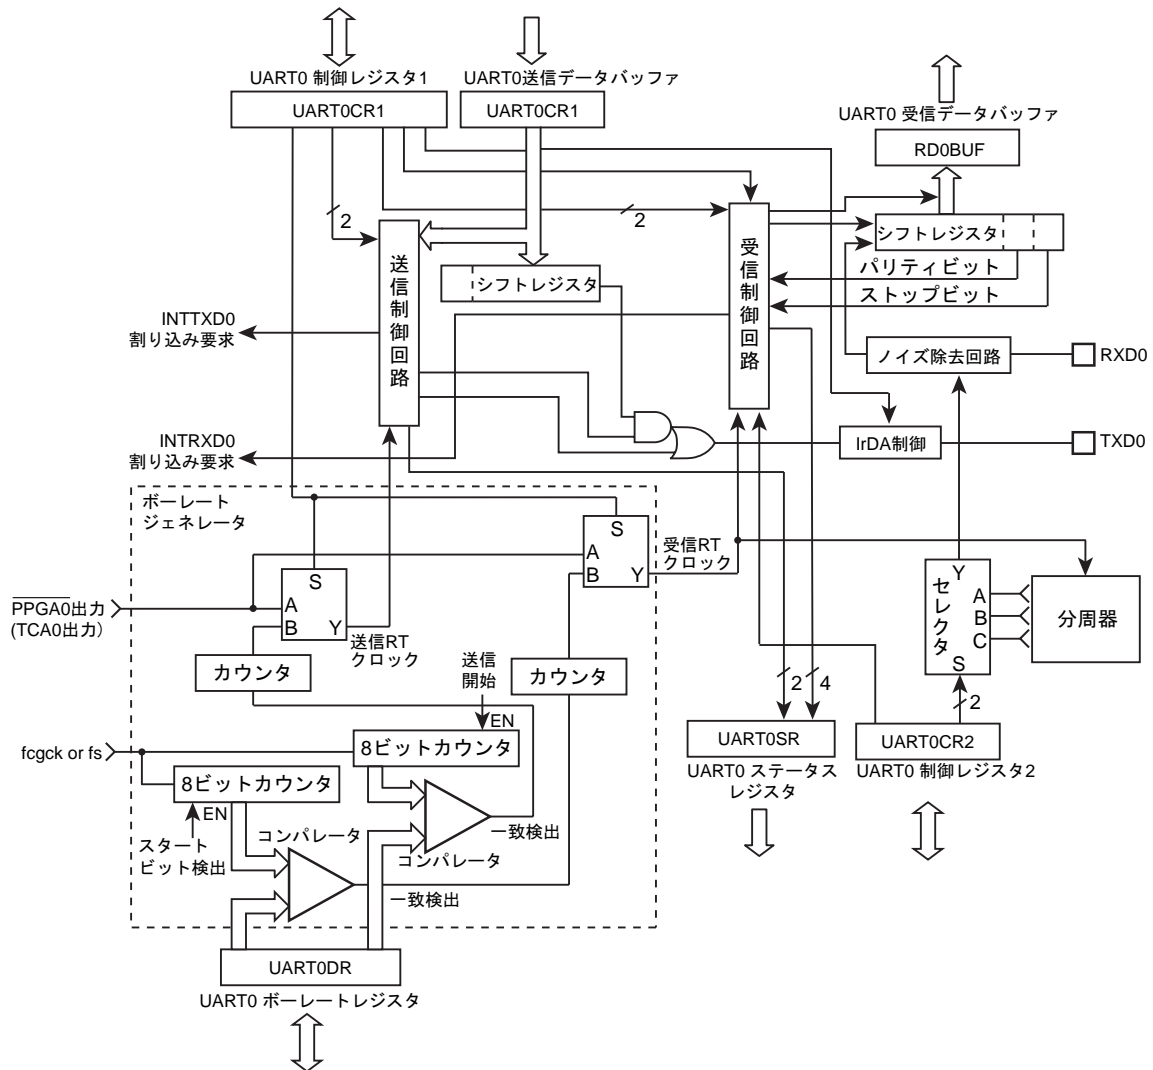 UART0 制御レジスタ1
UART0CR1
UART0送信データバッファ
UART0CR1
UART0 受信データバッファ
RD0BUF
2
2
送信制御回路
シフトレジスタ
受信制御回路
シフトレジスタ
パリティビット
ストップビット
INTTXD0
割り込み要求
ノイズ除去回路
RXD0
INTRXD0
割り込み要求
IrDA制御
TXD0
ボーレート
ジェネレータ
S
A
B
Y
受信RT
クロック
PPGA0出力
(TCA0出力)
S
A
B
Y
送信RT
クロック
Y
セレクタ
A
B
C
S
分周器
カウンタ
送信
開始
EN
カウンタ
2
4
2
fcgck or fs
8ビットカウンタ
8ビットカウンタ
EN
スタート
ビット検出
コンパレータ
コンパレータ
一致検出
一致検出
UART0SR
UART0 ステータス
レジスタ
UART0CR2
UART0 制御レジスタ2
UART0DR
UART0 ボーレートレジスタ